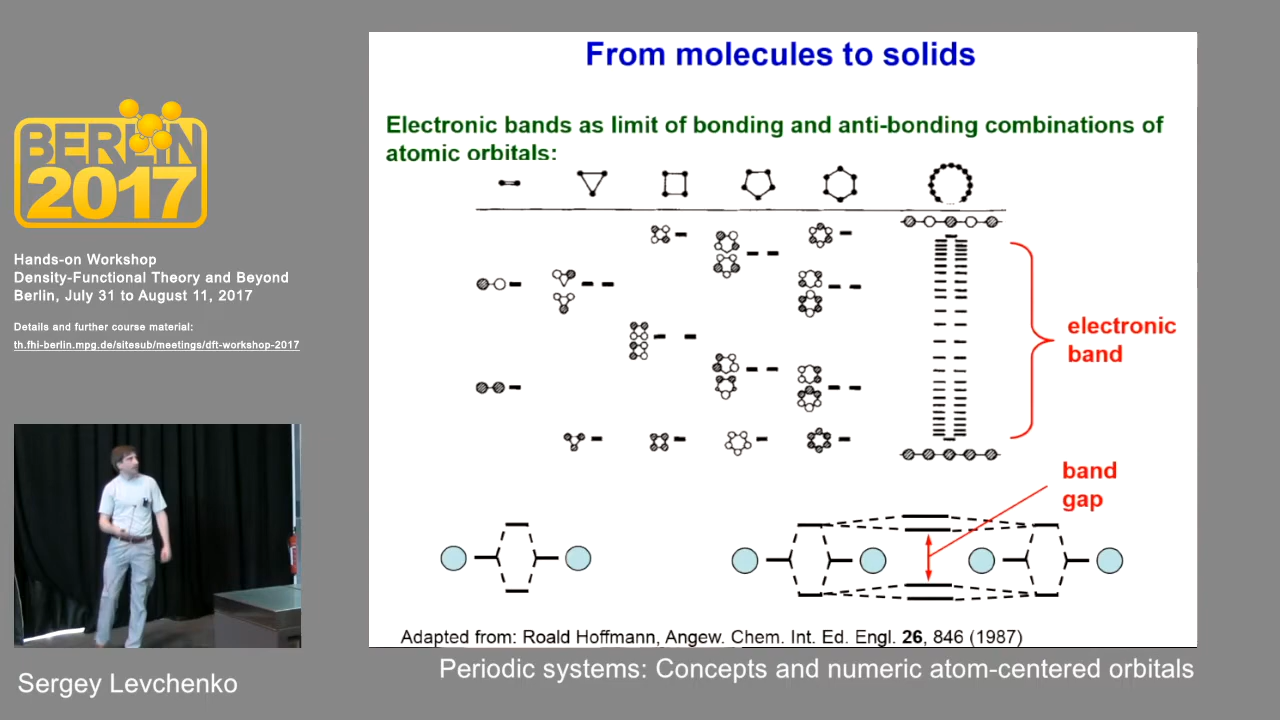 From molecules to solids
Electronic bands as limit of bonding and anti-bonding combinations of
atomic orbitals:
BERLIN
2017
Hands-on Workshop
Density-Functional Theory and Beyond
Berlin, July 31 to August 11, 2017
Details and further course material:
th.fhi-berlin.mpg.de/sitesub/meetings/dft-workshop-2017
electronic
band
band
gap
Adapted from: Roald Hoffmann, Angew. Chem. Int. Ed. Engl. 26, 846 (1987)
Sergey Levchenko
Periodic systems: Concepts and numeric atom-centered orbitals